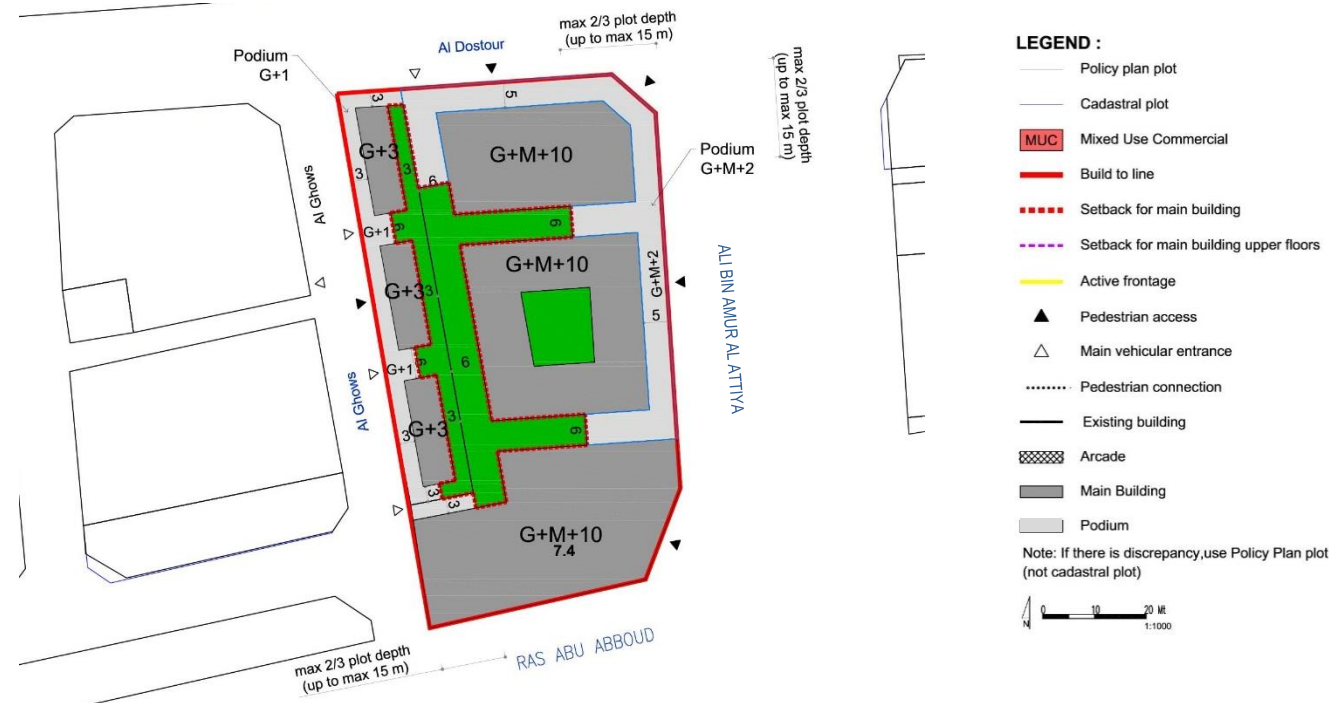 max 2/3 plot depth
(up to max 15 m)
Al Dostour
Podium
G+1
max 2/3 plot depth
(up to max 15 m)
3
5
G+3
G+M+10
Podium
G+M+2
3
3
6
Al Ghows
G+1
6
6
G+M+10
G+M+2
ALI BIN AMUR AL ATTIYA
G+3
3
5
G+1
6
6
Al Ghows
3
G+3
3
6
3
3
G+M+10
7.4
RAS ABU ABBOUD
max 2/3 plot depth
(up to max 15 m)
LEGEND :
Policy plan plot
Cadastral plot
MUC Mixed Use Commercial
Build to line
Setback for main building
Setback for main building upper floors
Active frontage
Pedestrian access
Main vehicular entrance
Pedestrian connection
Existing building
Arcade
Main Building
Podium
Note: If there is discrepancy,use Policy Plan plot
(not cadastral plot)
N
0 10 20 Mt
1:1000